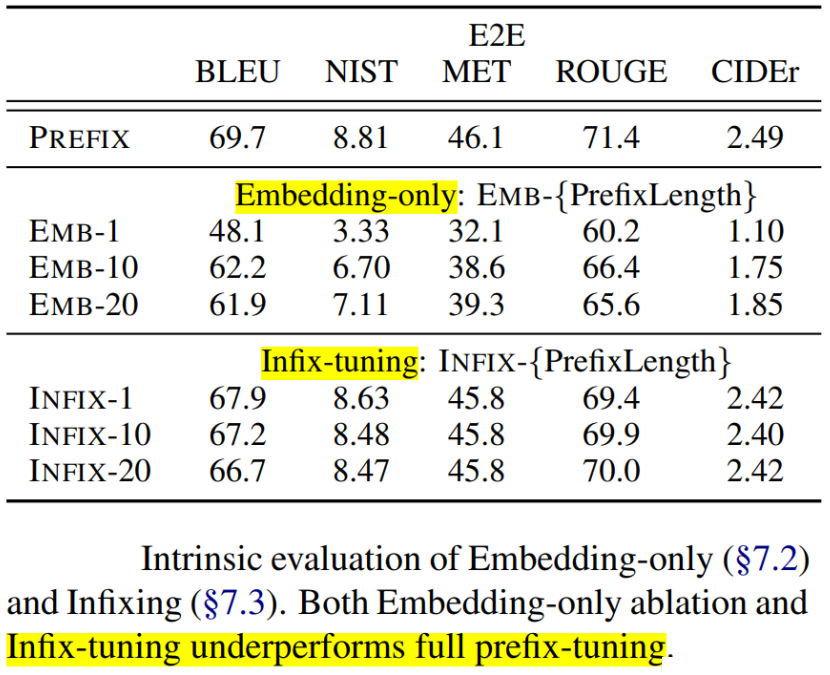 E2E
BLEU NIST MET ROUGE CIDEr
PREFIX 69.7 8.81 46.1 71.4 2.49
Embedding-only: EMB-{PrefixLength}
EMB-1 48.1 3.33 32.1 60.2 1.10
EMB-10 62.2 6.70 38.6 66.4 1.75
EMB-20 61.9 7.11 39.3 65.6 1.85
Infix-tuning: INFIX-{PrefixLength}
INFIX-1 67.9 8.63 45.8 69.4 2.42
INFIX-10 67.2 8.48 45.8 69.9 2.40
INFIX-20 66.7 8.47 45.8 70.0 2.42
Intrinsic evaluation of Embedding-only (§7.2)
and Infixing (§7.3). Both Embedding-only ablation and
Infix-tuning underperforms full prefix-tuning.